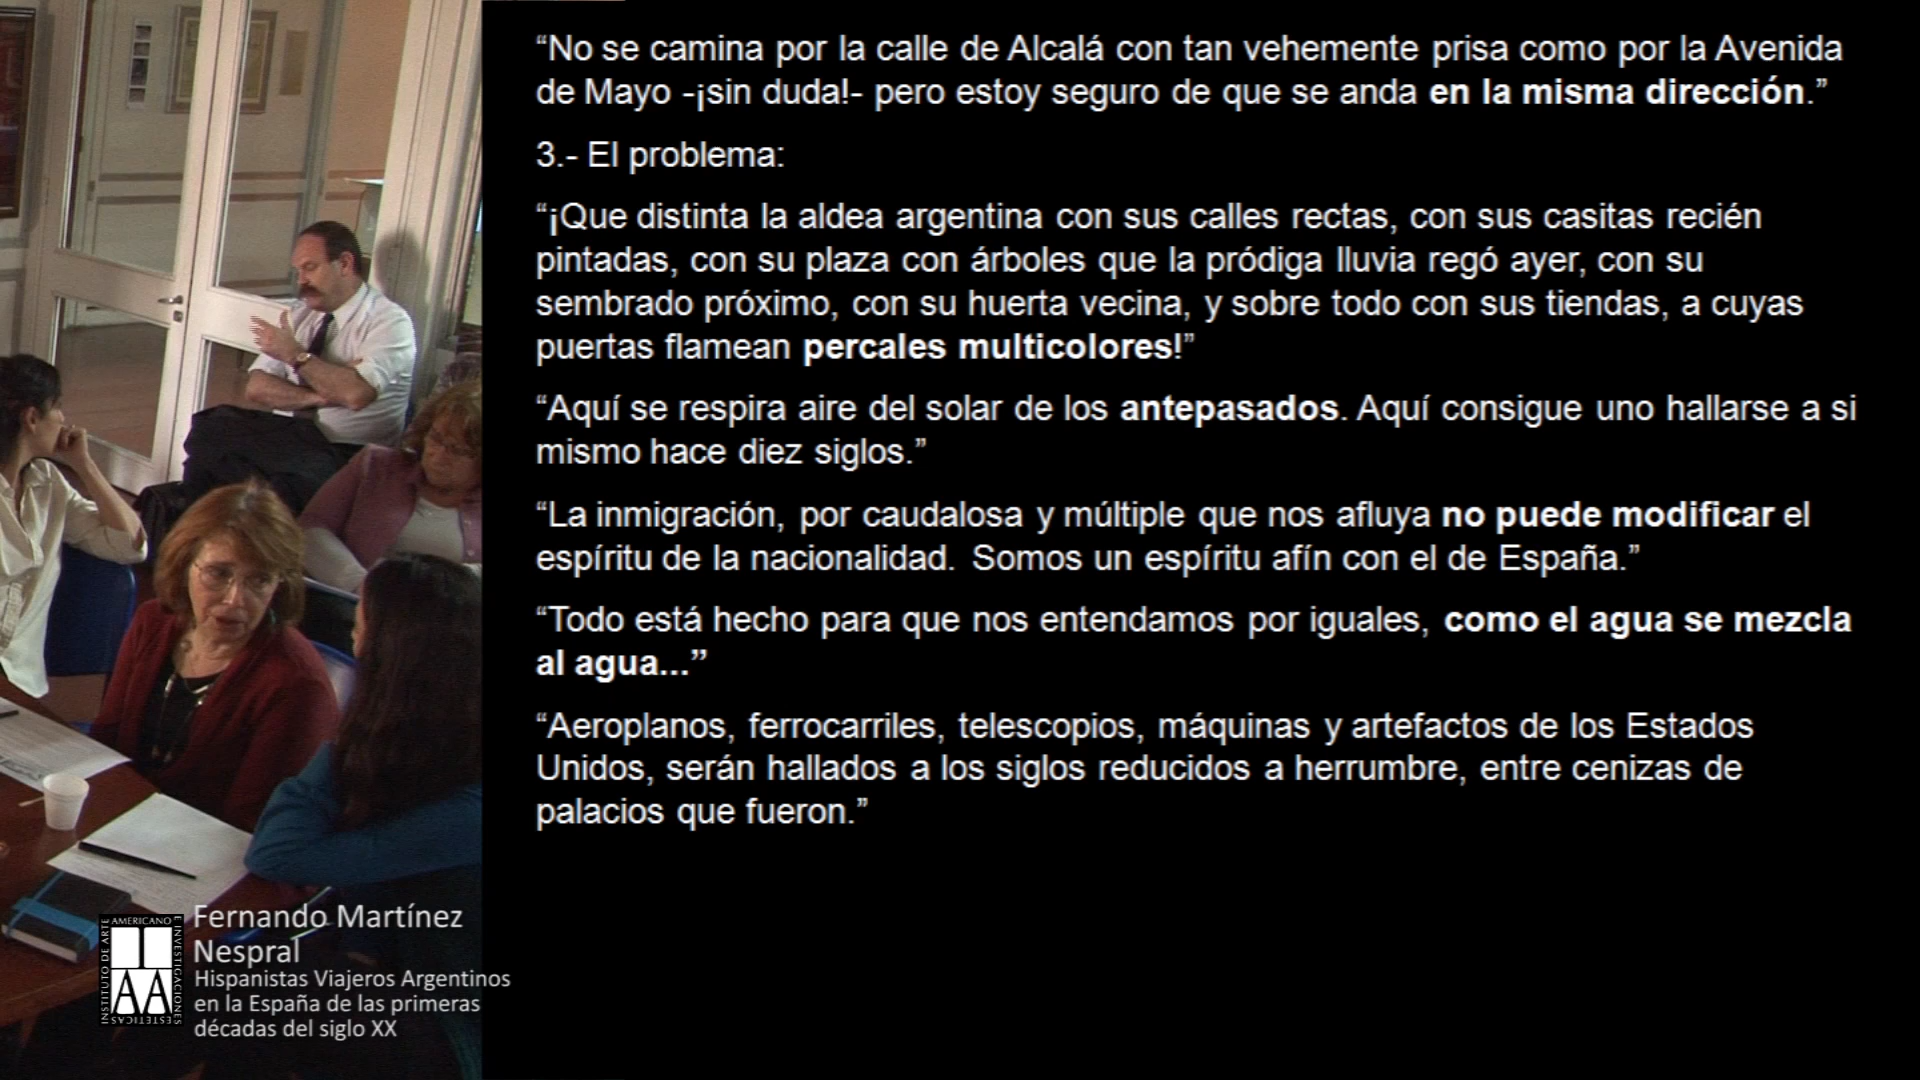 “No se camina por la calle de Alcalá con tan vehemente prisa como por la Avenida
de Mayo -¡sin duda!- pero estoy seguro de que se anda en la misma dirección.”
3.- El problema:
“¡Que distinta la aldea argentina con sus calles rectas, con sus casitas recién
pintadas, con su plaza con árboles que la pródiga lluvia regó ayer, con su
sembrado próximo, con su huerta vecina, y sobre todo con sus tiendas, a cuyas
puertas flamean percales multicolores!”
“Aquí se respira aire del solar de los antepasados. Aquí consigue uno hallarse a si
mismo hace diez siglos.”
“La inmigración, por caudalosa y múltiple que nos afluya no puede modificar el
espíritu de la nacionalidad. Somos un espíritu afín con el de España.”
“Todo está hecho para que nos entendamos por iguales, como el agua se mezcla
al agua...”
“Aeroplanos, ferrocarriles, telescopios, máquinas y artefactos de los Estados
Unidos, serán hallados a los siglos reducidos a herrumbre, entre cenizas de
palacios que fueron.”
INSTITUTO DE ARTE
AMERICANO
E INVESTIGACIONES
ESTETICAS
AA
Fernando Martínez
Nespral
Hispanistas Viajeros Argentinos
en la España de las primeras
décadas del siglo XX